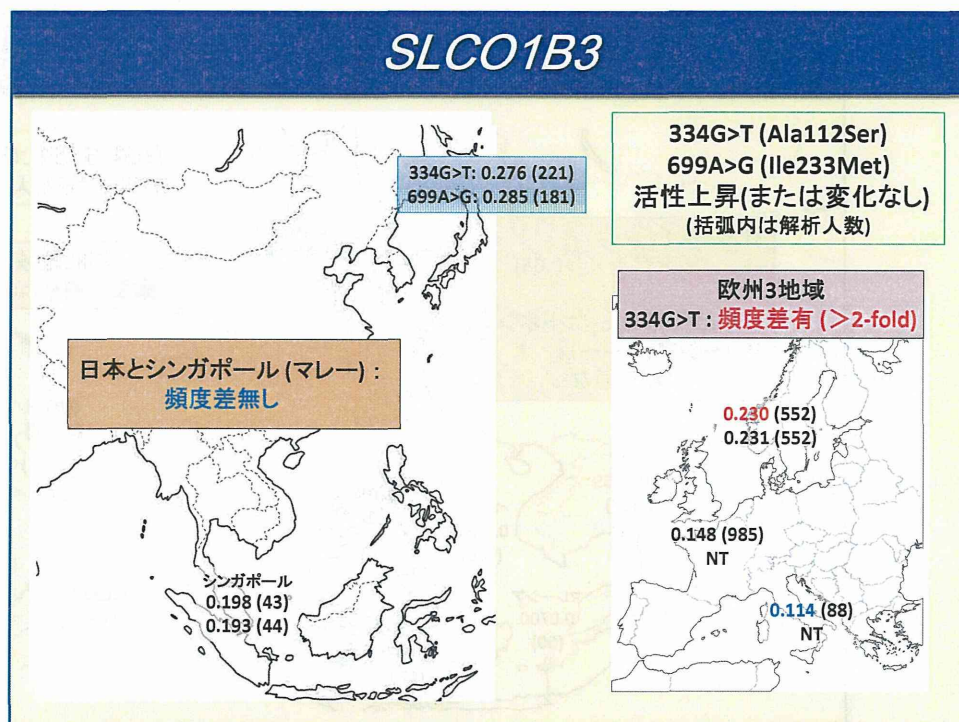 SLCO1B3
334G>T: 0.276 (221)
699A>G: 0.285 (181)
日本とシンガポール (マレー) :
頻度差無し
シンガポール
0.198 (43)
0.193 (44)
334G>T (Ala112Ser)
699A>G (Ile233Met)
活性上昇(または変化なし)
(括弧内は解析人数)
欧州3地域
334G>T : 頻度差有 (＞2-fold)
0.230 (552)
0.231 (552)
0.148 (985)
NT
0.114 (88)
NT